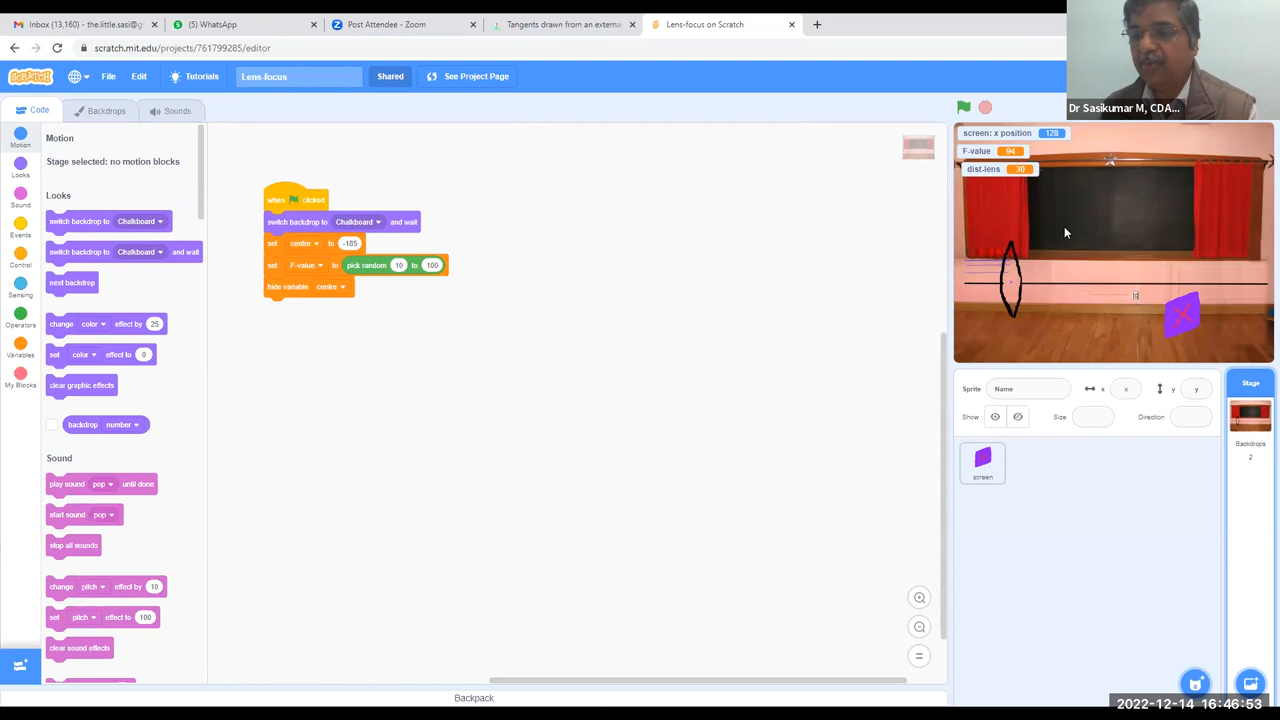 Inbox (13,160) - the.little.sasi@g
(5) WhatsApp
Post Attendee - Zoom
Tangents drawn from an externa
Lens-focus on Scratch
scratch.mit.edu/projects/761799285/editor
SCRATCH
File
Edit
Tutorials
Lens-focus
Shared
See Project Page
Dr Sasikumar M, CDA...
Code
Backdrops
Sounds
Motion
Looks
Sound
Events
Control
Sensing
Operators
Variables
My Blocks
Motion
Stage selected: no motion blocks
Looks
switch backdrop to Chalkboard
switch backdrop to Chalkboard and wait
next backdrop
change color effect by 25
set color effect to 0
clear graphic effects
backdrop number
Sound
play sound pop until done
start sound pop
stop all sounds
change pitch effect by 10
set pitch effect to 100
clear sound effects
when clicked
switch backdrop to Chalkboard and wait
set centre to -185
set F-value to pick random 10 to 100
hide variable centre
screen: x position 128
F-value 94
dist-lens 30
Sprite Name x x y y
Show Size Direction
screen
Stage
Backdrops
2
Backpack
2022-12-14 16:46:53